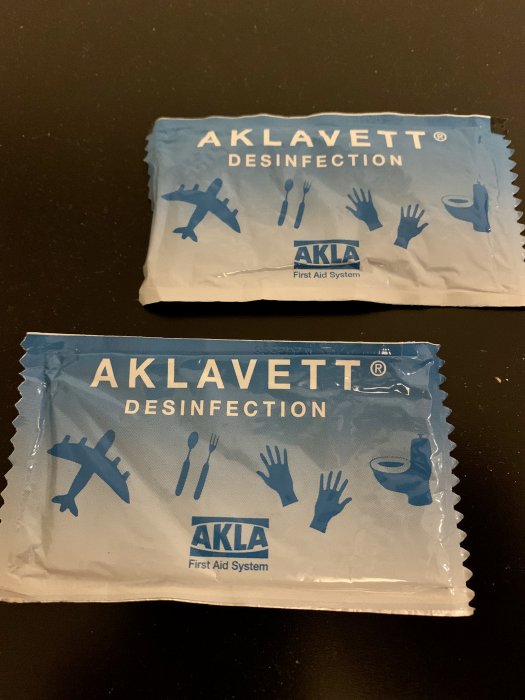 AKLAVETT®
DESINFECTION
AKLA
First Aid System
AKLAVETT®
DESINFECTION
AKLA
First Aid System